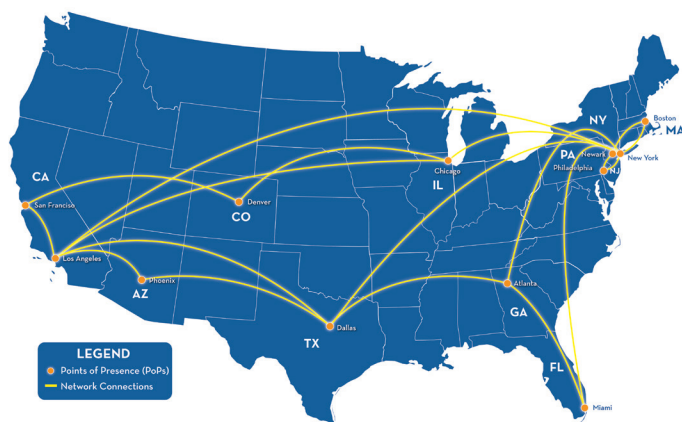 NY
Boston
MA
PA
Newark
New York
Philadelphia
NJ
Chicago
IL
CA
San Franciso
Denver
CO
Los Angeles
Phoenix
AZ
Atlanta
GA
Dallas
TX
FL
Miami
LEGEND
Points of Presence (PoPs)
Network Connections